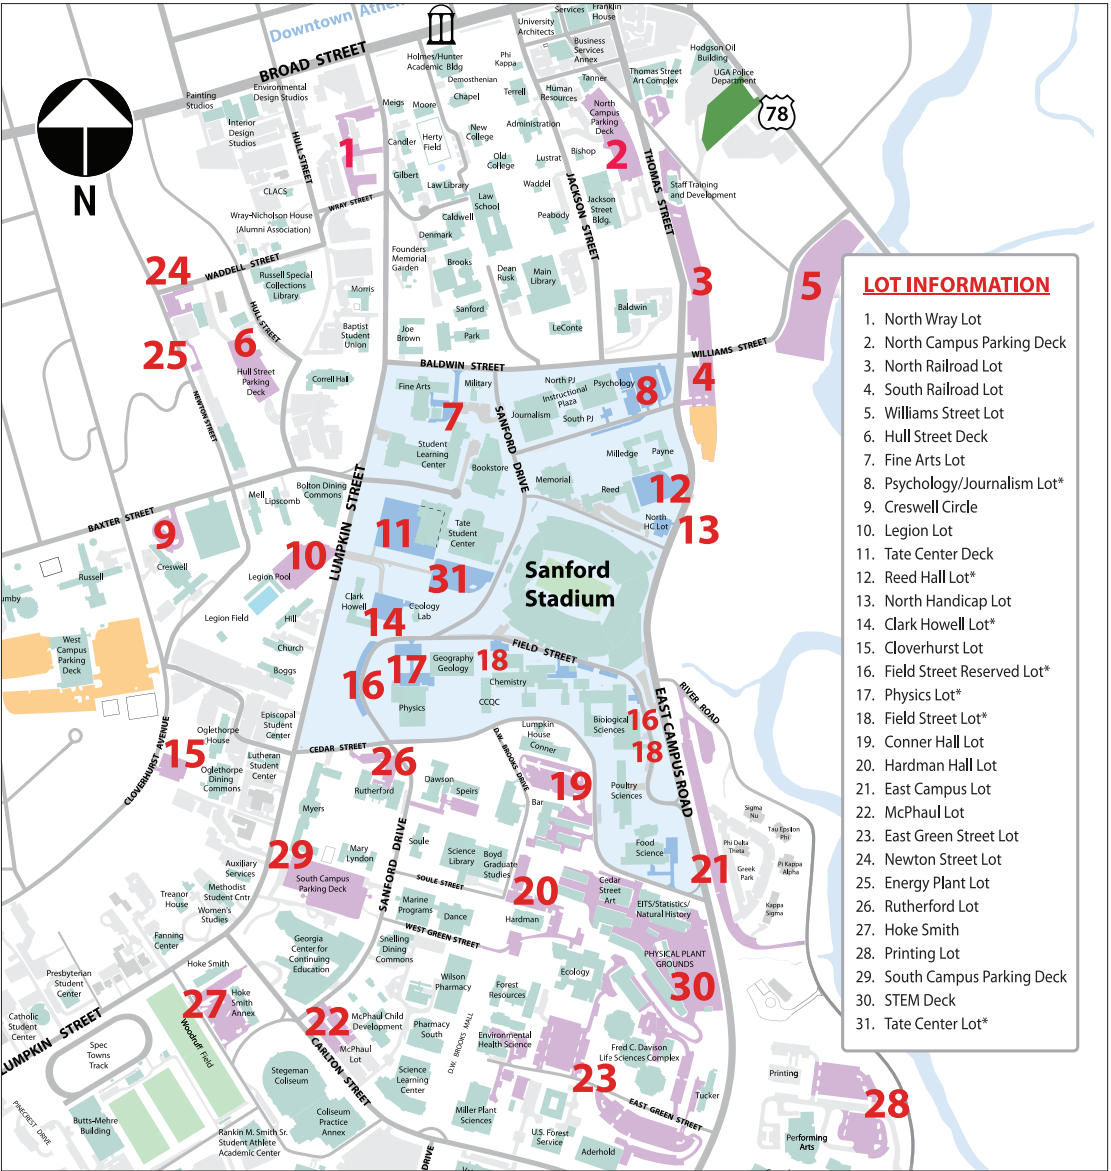 Downtown Athe
BROAD STREET
Services
Franklin
House
University
Architects
Business
Services
Annex
Holmes/Hunter
Academic Bldg
Phi
Kappa
Hodgson Oil
Building
Thomas Street
Art Complex
UGA Police
Department
78
Environmental
Design Studios
Painting
Studios
Interior
Design
Studios
Demosthenian
Tanner
Terrell
Chapel
Human
Resources
North
Campus
Parking
Deck
Meigs
Moore
New
College
Administration
Herty
Field
Candler
HULL STREET
1
2
Old
College
Lustrat
Bishop
THOMAS STREET
N
Gilbert
Law Library
Waddel
JACKSON STREET
Staff Training
and Development
CLACS
Law
School
Jackson
Street
Bldg.
WRAY STREET
Wray-Nicholson House
(Alumni Association)
Caldwell
Peabody
Denmark
Founders
Memorial
Garden
Brooks
24
WADDELL STREET
Russell Special
Collections
Library
Dean
Rusk
Main
Library
3
5
Morris
HULL STREET
Sanford
Baldwin
25
6
Baptist
Student
Union
Joe
Brown
Park
LeConte
Hull Street
Parking
Deck
BALDWIN STREET
WILLIAMS STREET
Correll Hall
Fine Arts
Military
North PJ
Psychology
Instructional
Plaza
8
4
NEWTON STREET
7
SANFORD DRIVE
Journalism
South PJ
Student
Learning
Center
Milledge
Payne
Bookstore
Memorial
Reed
12
LUMPKIN STREET
Bolton Dining
Commons
Mell
Lipscomb
BAXTER STREET
9
11
Tate
Student
Center
North
HC Lot
13
10
Creswell
Russell
Legion Pool
31
Sanford
Stadium
umby
Clark
Howell
Geology
Lab
14
Legion Field
Hill
West
Campus
Parking
Deck
Church
FIELD STREET
Boggs
16
17
Geography
Geology
18
Chemistry
EAST CAMPUS ROAD
RIVER ROAD
CCQC
Physics
Episcopal
Student
Center
Biological
Sciences
16
Lumpkin
House
Oglethorpe
House
CLOVERHURST AVENUE
15
Lutheran
Student
Center
CEDAR STREET
D.W. BROOKS DRIVE
Conner
18
26
Oglethorpe
Dining
Commons
Rutherford
Dawson
Speirs
19
Poultry
Sciences
Bar
Myers
Sigma
Nu
Tau Epsilon
Phi
Soule
Food
Science
Phi Delta
Theta
Mary
Lyndon
29
Science
Library
Boyd
Graduate
Studies
Auxiliary
Services
SANFORD DRIVE
South Campus
Parking Deck
21
Greek
Park
Pi Kappa
Alpha
SOULE STREET
20
Cedar
Street
Art
Methodist
Student Cntr
Treanor
House
Women's
Studies
Marine
Programs
Dance
Hardman
EITS/Statistics/
Natural History
Kappa
Sigma
WEST GREEN STREET
Fanning
Center
Georgia
Center for
Continuing
Education
Snelling
Dining
Commons
PHYSICAL PLANT
GROUNDS
Hoke Smith
Presbyterian
Student
Center
Wilson
Pharmacy
Ecology
30
27
Hoke
Smith
Annex
Forest
Resources
Catholic
Student
Center
LUMPKIN STREET
Woodruff Field
22
McPhaul Child
Development
Pharmacy
South
D.W. BROOKS MALL
Environmental
Health Science
Spec
Towns
Track
McPhaul
Lot
Fred C. Davison
Life Sciences Complex
CARLTON STREET
Stegeman
Coliseum
Science
Learning
Center
23
Printing
PINECREST DRIVE
Butts-Mehre
Building
Coliseum
Practice
Annex
Miller Plant
Sciences
EAST GREEN STREET
Tucker
28
U.S. Forest
Service
Rankin M. Smith Sr.
Student Athlete
Academic Center
DRIVE
Aderhold
Performing
Arts
LOT INFORMATION
1. North Wray Lot
2. North Campus Parking Deck
3. North Railroad Lot
4. South Railroad Lot
5. Williams Street Lot
6. Hull Street Deck
7. Fine Arts Lot
8. Psychology/Journalism Lot*
9. Creswell Circle
10. Legion Lot
11. Tate Center Deck
12. Reed Hall Lot*
13. North Handicap Lot
14. Clark Howell Lot*
15. Cloverhurst Lot
16. Field Street Reserved Lot*
17. Physics Lot*
18. Field Street Lot*
19. Conner Hall Lot
20. Hardman Hall Lot
21. East Campus Lot
22. McPhaul Lot
23. East Green Street Lot
24. Newton Street Lot
25. Energy Plant Lot
26. Rutherford Lot
27. Hoke Smith
28. Printing Lot
29. South Campus Parking Deck
30. STEM Deck
31. Tate Center Lot*